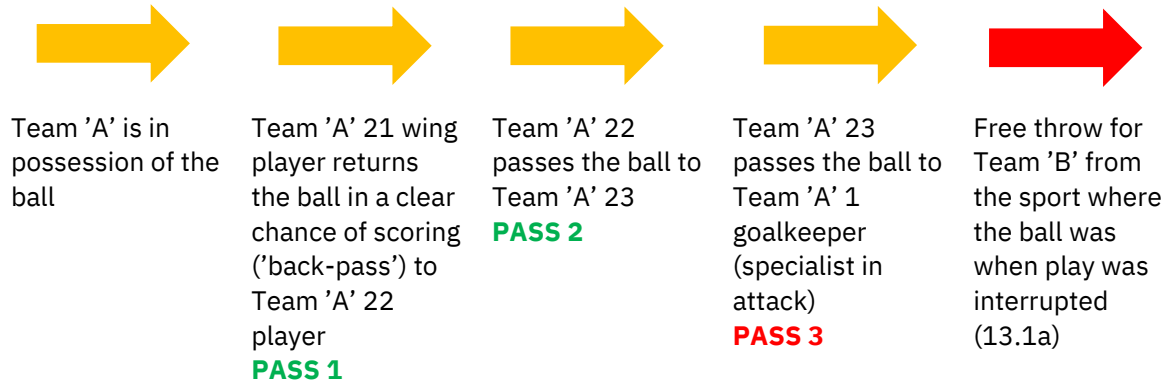 Team ’A’ is in
possession of the
ball
Team ’A’ 21 wing
player returns
the ball in a clear
chance of scoring
(’back-pass’) to
Team ’A’ 22
player
PASS 1
Team ’A’ 22
passes the ball to
Team ’A’ 23
PASS 2
Team ’A’ 23
passes the ball to
Team ’A’ 1
goalkeeper
(specialist in
attack)
PASS 3
Free throw for
Team ’B’ from
the sport where
the ball was
when play was
interrupted
(13.1a)